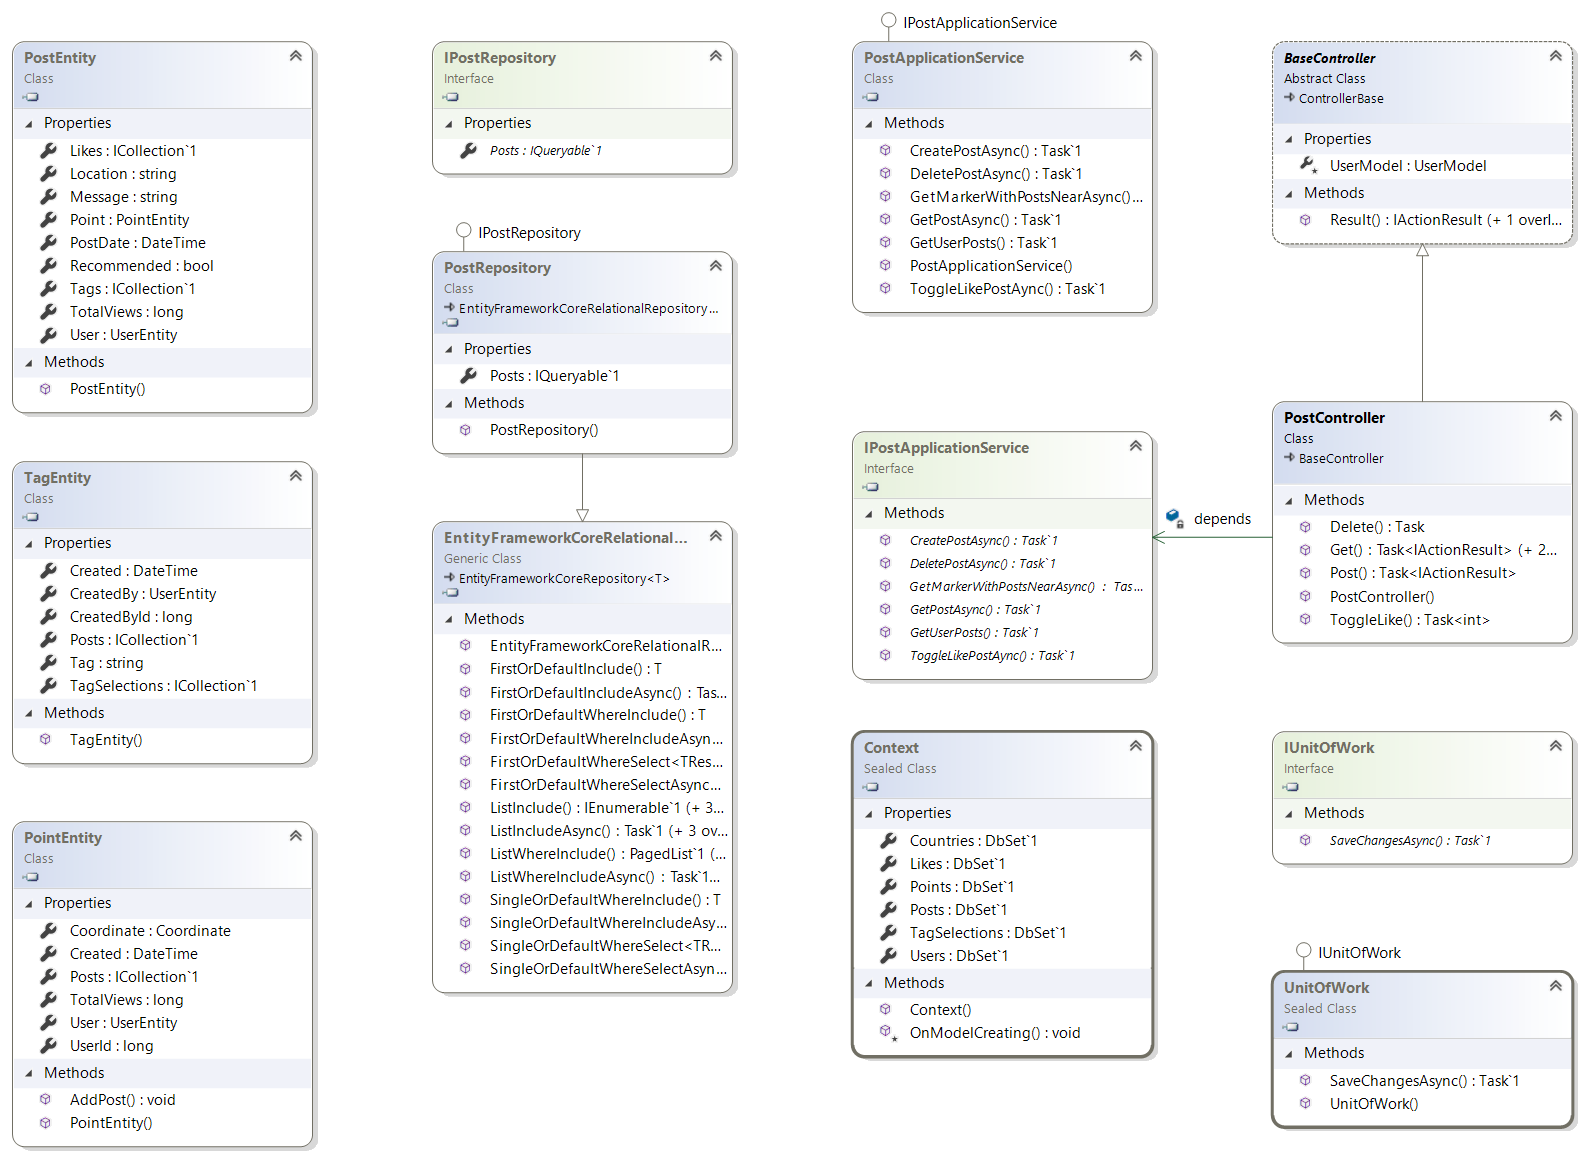 PostEntity
Class
Properties
Likes : ICollection`1
Location : string
Message : string
Point : PointEntity
PostDate : DateTime
Recommended : bool
Tags : ICollection`1
TotalViews : long
User : UserEntity
Methods
PostEntity()
TagEntity
Class
Properties
Created : DateTime
CreatedBy : UserEntity
CreatedById : long
Posts : ICollection`1
Tag : string
TagSelections : ICollection`1
Methods
TagEntity()
PointEntity
Class
Properties
Coordinate : Coordinate
Created : DateTime
Posts : ICollection`1
TotalViews : long
User : UserEntity
UserId : long
Methods
AddPost() : void
PointEntity()
IPostRepository
Interface
Properties
Posts : IQueryable`1
IPostRepository
PostRepository
Class
EntityFrameworkCoreRelationalRepository...
Properties
Posts : IQueryable`1
Methods
PostRepository()
EntityFrameworkCoreRelational...
Generic Class
EntityFrameworkCoreRepository<T>
Methods
EntityFrameworkCoreRelationalR...
FirstOrDefaultInclude() : T
FirstOrDefaultIncludeAsync() : Tas...
FirstOrDefaultWhereInclude() : T
FirstOrDefaultWhereIncludeAsyn...
FirstOrDefaultWhereSelect<TRes...
FirstOrDefaultWhereSelectAsync...
ListInclude() : IEnumerable`1 (+ 3...
ListIncludeAsync() : Task`1 (+ 3 ov...
ListWhereInclude() : PagedList`1 (...
ListWhereIncludeAsync() : Task`1...
SingleOrDefaultWhereInclude() : T
SingleOrDefaultWhereIncludeAsy...
SingleOrDefaultWhereSelect<TR...
SingleOrDefaultWhereSelectAsyn...
IPostApplicationService
PostApplicationService
Class
Methods
CreatePostAsync() : Task`1
DeletePostAsync() : Task`1
GetMarkerWithPostsNearAsync()...
GetPostAsync() : Task`1
GetUserPosts() : Task`1
PostApplicationService()
ToggleLikePostAync() : Task`1
IPostApplicationService
Interface
Methods
CreatePostAsync() : Task`1
DeletePostAsync() : Task`1
GetMarkerWithPostsNearAsync() : Tas...
GetPostAsync() : Task`1
GetUserPosts() : Task`1
ToggleLikePostAync() : Task`1
Context
Sealed Class
Properties
Countries : DbSet`1
Likes : DbSet`1
Points : DbSet`1
Posts : DbSet`1
TagSelections : DbSet`1
Users : DbSet`1
Methods
Context()
OnModelCreating() : void
BaseController
Abstract Class
ControllerBase
Properties
UserModel : UserModel
Methods
Result() : IActionResult (+ 1 overl...
PostController
Class
BaseController
Methods
Delete() : Task
Get() : Task<IActionResult> (+ 2...
Post() : Task<IActionResult>
PostController()
ToggleLike() : Task<int>
depends
IUnitOfWork
Interface
Methods
SaveChangesAsync() : Task`1
IUnitOfWork
UnitOfWork
Sealed Class
Methods
SaveChangesAsync() : Task`1
UnitOfWork()